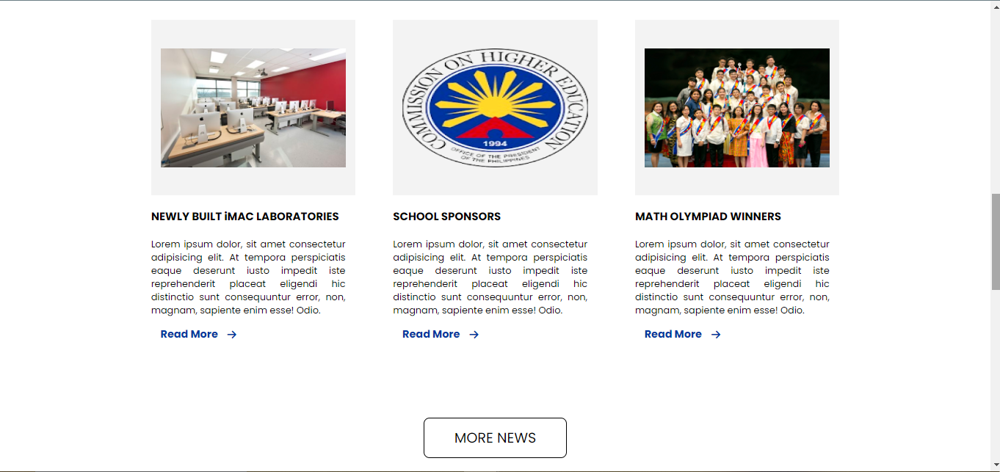 COMMISSION ON HIGHER EDUCATION
1994
OFFICE OF THE PRESIDENT
OF THE PHILIPPINES
NEWLY BUILT iMAC LABORATORIES
Lorem ipsum dolor, sit amet consectetur
adipisicing elit. At tempora perspiciatis
eaque deserunt iusto impedit iste
reprehenderit placeat eligendi hic
distinctio sunt consequuntur error, non,
magnam, sapiente enim esse! Odio.
Read More →
SCHOOL SPONSORS
Lorem ipsum dolor, sit amet consectetur
adipisicing elit. At tempora perspiciatis
eaque deserunt iusto impedit iste
reprehenderit placeat eligendi hic
distinctio sunt consequuntur error, non,
magnam, sapiente enim esse! Odio.
Read More →
MATH OLYMPIAD WINNERS
Lorem ipsum dolor, sit amet consectetur
adipisicing elit. At tempora perspiciatis
eaque deserunt iusto impedit iste
reprehenderit placeat eligendi hic
distinctio sunt consequuntur error, non,
magnam, sapiente enim esse! Odio.
Read More →
MORE NEWS